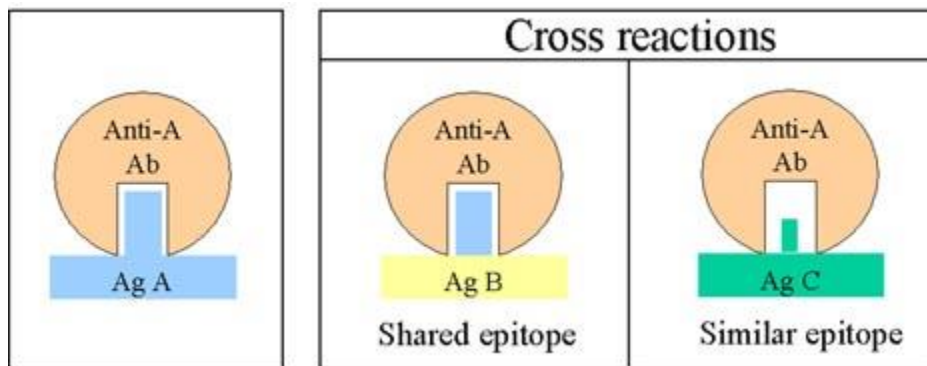 Cross reactions
Anti-A
Ab
Ag A
Anti-A
Ab
Ag B
Shared epitope
Anti-A
Ab
Ag C
Similar epitope